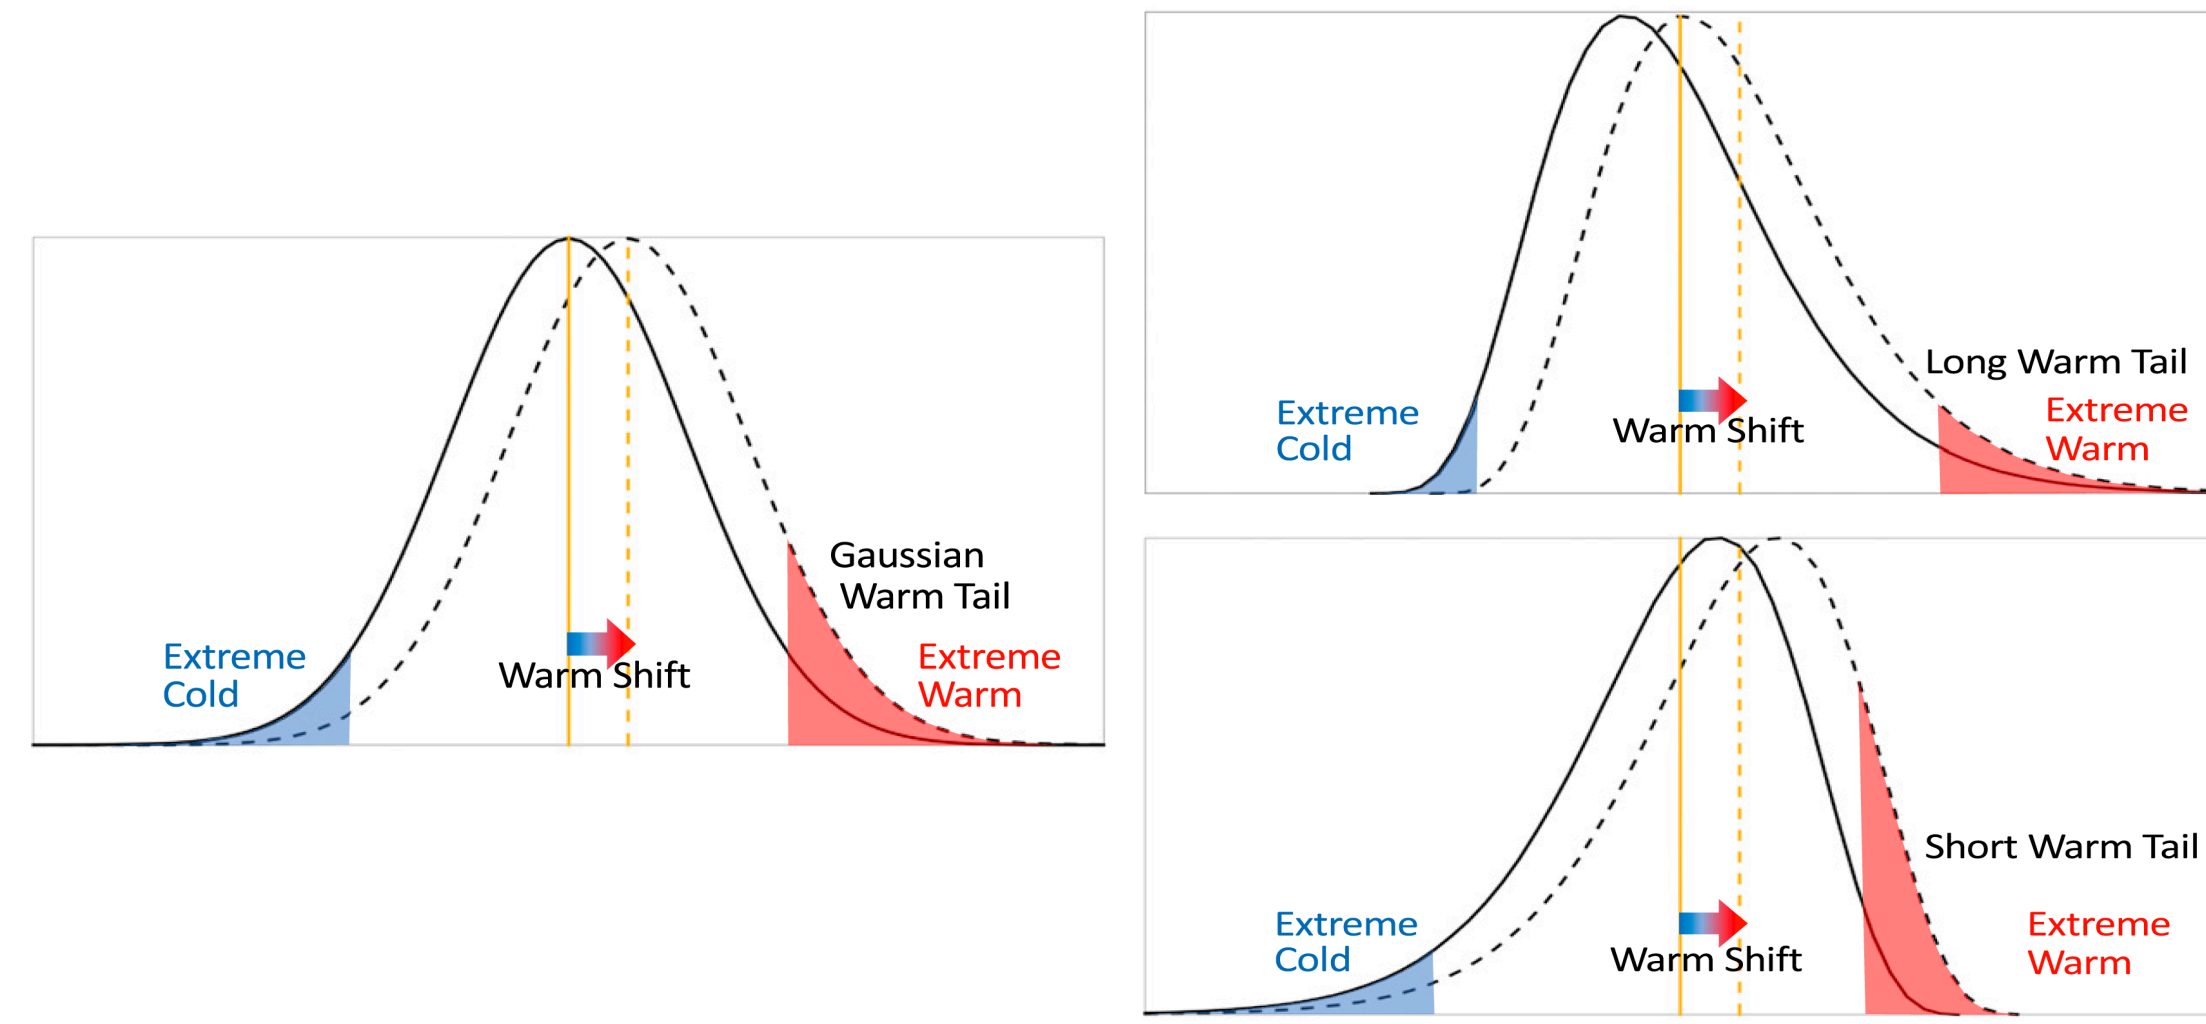 Gaussian
Warm Tail
Extreme
Cold
Warm Shift
Extreme
Warm
Long Warm Tail
Extreme
Cold
Warm Shift
Extreme
Warm
Short Warm Tail
Extreme
Cold
Warm Shift
Extreme
Warm